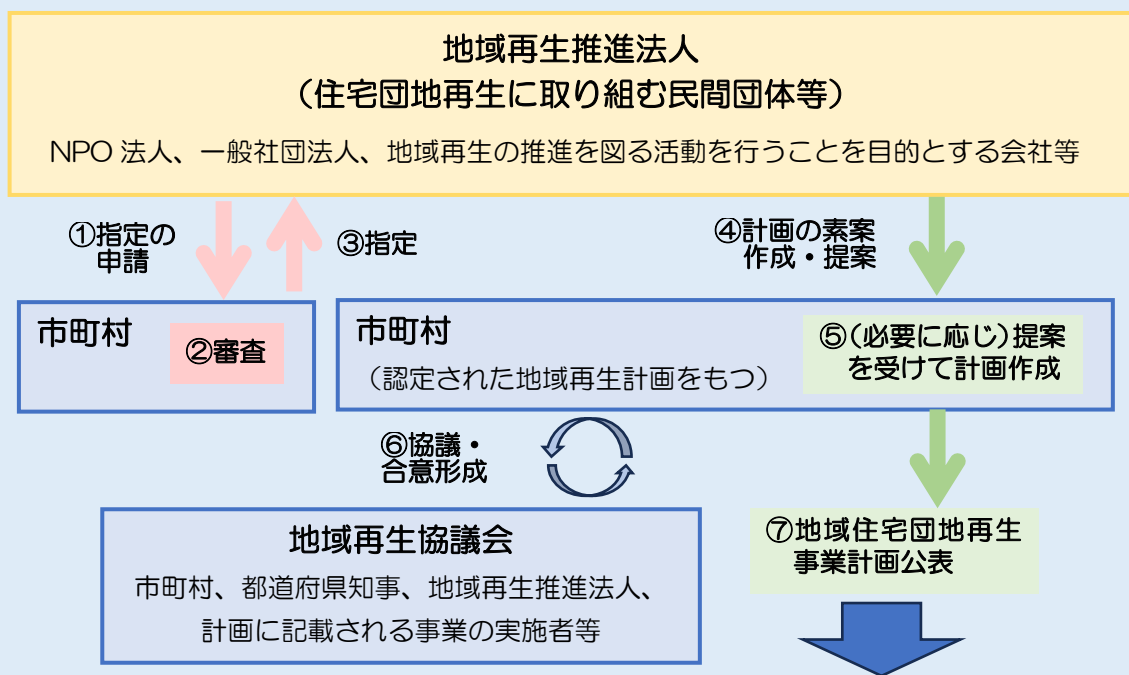 地域再生推進法人
（住宅団地再生に取り組む民間団体等）
NPO 法人、一般社団法人、地域再生の推進を図る活動を行うことを目的とする会社等
①指定の
申請
③指定
④計画の素案
作成・提案
市町村
②審査
市町村
（認定された地域再生計画をもつ）
⑤（必要に応じ）提案
を受けて計画作成
⑥協議・
合意形成
地域再生協議会
市町村、都道府県知事、地域再生推進法人、
計画に記載される事業の実施者等
⑦地域住宅団地再生
事業計画公表